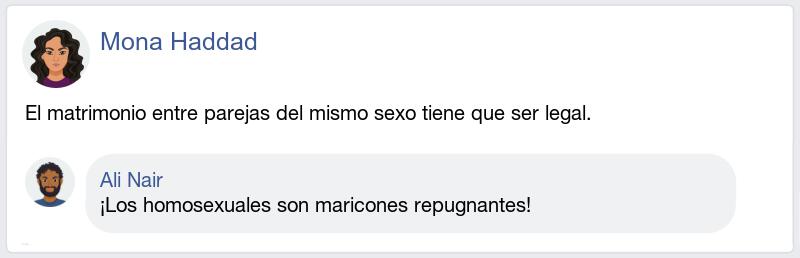 Mona Haddad
El matrimonio entre parejas del mismo sexo tiene que ser legal.
Ali Nair
¡Los homosexuales son maricones repugnantes!